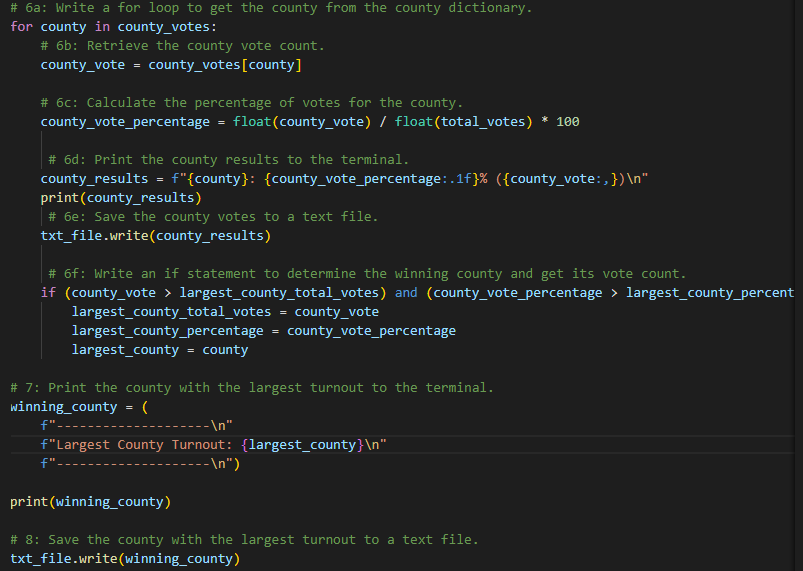 # 6a: Write a for loop to get the county from the county dictionary.
for county in county_votes:
    # 6b: Retrieve the county vote count.
    county_vote = county_votes[county]

    # 6c: Calculate the percentage of votes for the county.
    county_vote_percentage = float(county_vote) / float(total_votes) * 100

     # 6d: Print the county results to the terminal.
    county_results = f"{county}: {county_vote_percentage:.1f}% ({county_vote:,})\n"
    print(county_results)
     # 6e: Save the county votes to a text file.
    txt_file.write(county_results)

     # 6f: Write an if statement to determine the winning county and get its vote count.
    if (county_vote > largest_county_total_votes) and (county_vote_percentage > largest_county_percent
        largest_county_total_votes = county_vote
        largest_county_percentage = county_vote_percentage
        largest_county = county

# 7: Print the county with the largest turnout to the terminal.
winning_county = (
    f"--------------------\n"
    f"Largest County Turnout: {largest_county}\n"
    f"--------------------\n")

print(winning_county)

# 8: Save the county with the largest turnout to a text file.
txt_file.write(winning_county)